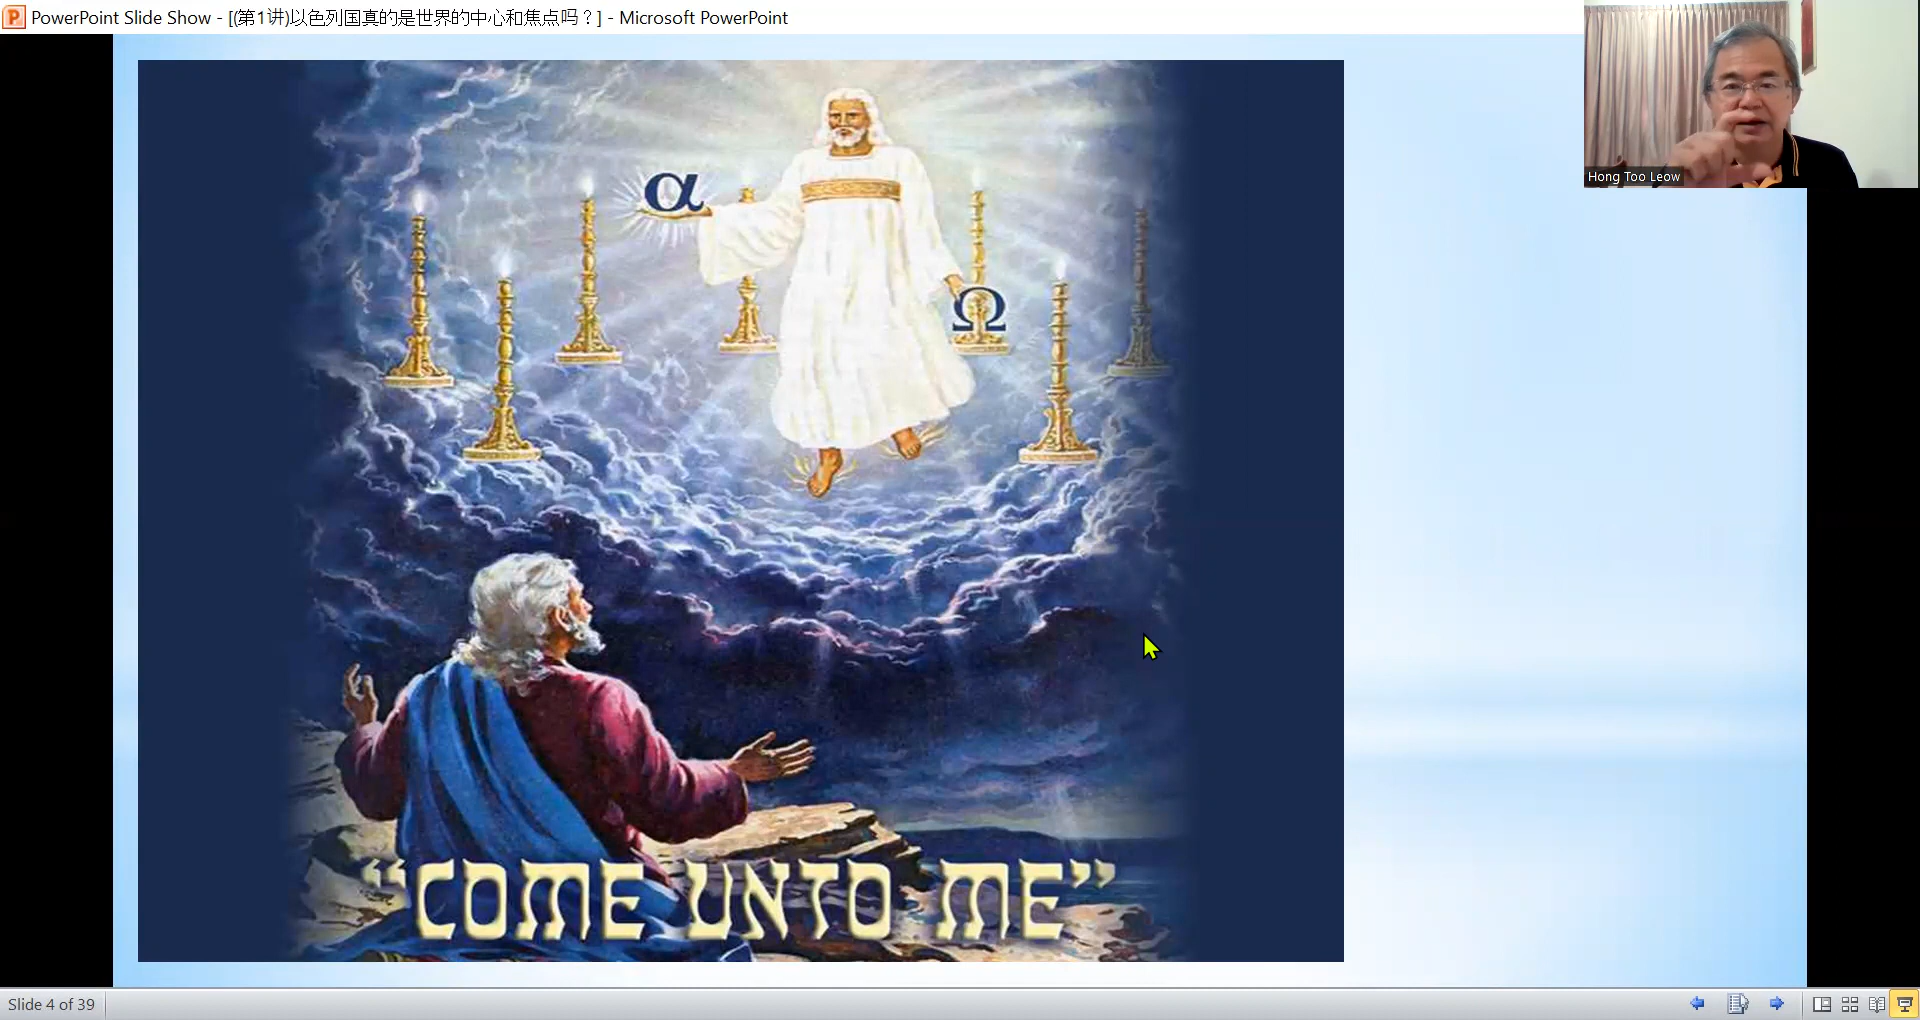 PowerPoint Slide Show - [(第1讲)以色列国真的是世界的中心和焦点吗？] - Microsoft PowerPoint
Hong Too Leow
α
Ω
“COME UNTO ME”
Slide 4 of 39